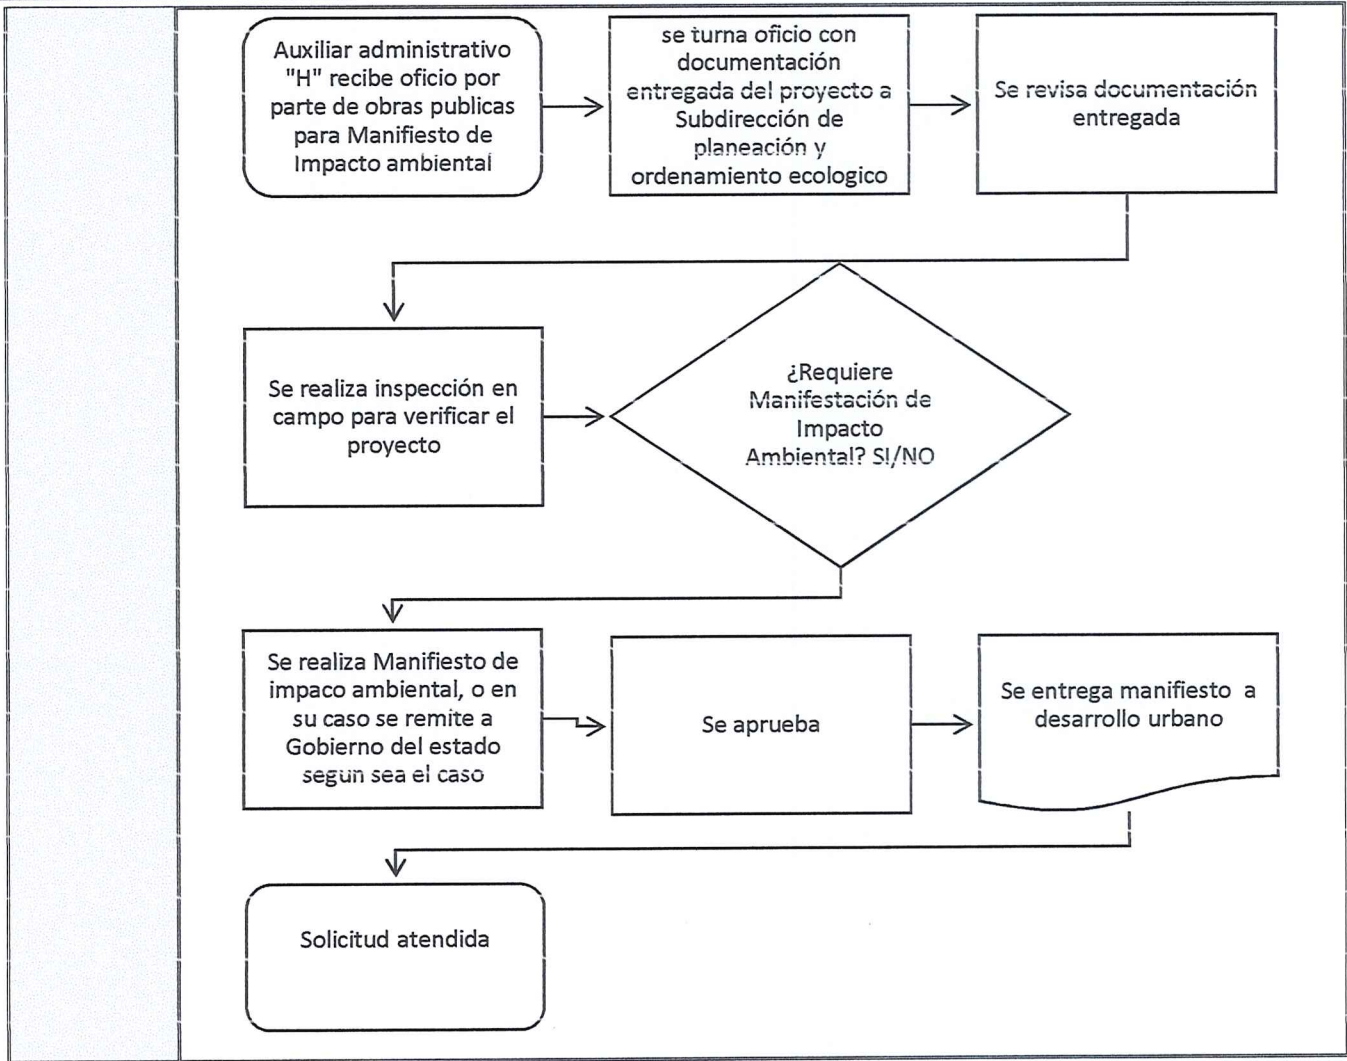 Auxiliar administrativo
"H" recibe oficio por
parte de obras publicas
para Manifiesto de
Impacto ambiental
se turna oficio con
documentación
entregada del proyecto a
Subdirección de
planeación y
ordenamiento ecologico
Se revisa documentación
entregada
Se realiza inspección en
campo para verificar el
proyecto
¿Requiere
Manifestación de
Impacto
Ambiental? SI/NO
Se realiza Manifiesto de
impaco ambiental, o en
su caso se remite a
Gobierno del estado
segun sea el caso
Se aprueba
Se entrega manifiesto a
desarrollo urbano
Solicitud atendida